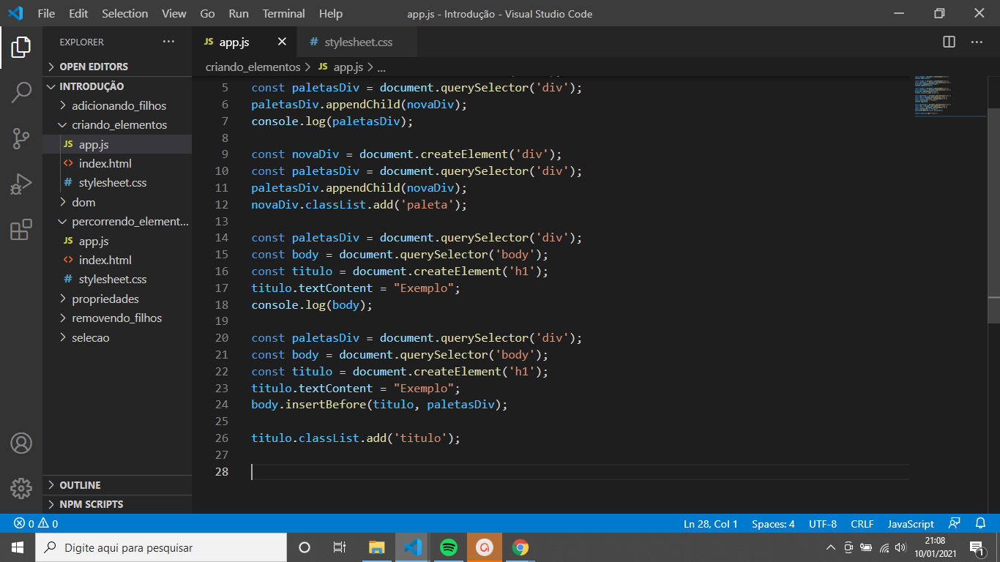 File Edit Selection View Go Run Terminal Help app.js - Introdução - Visual Studio Code
EXPLORER ···
OPEN EDITORS
INTRODUÇÃO
adicionando_filhos
criando_elementos
JS app.js
<> index.html
# stylesheet.css
dom
percorrendo_element...
JS app.js
<> index.html
# stylesheet.css
propriedades
removendo_filhos
selecao
OUTLINE
NPM SCRIPTS
JS app.js # stylesheet.css
criando_elementos > JS app.js > ...
5 const paletasDiv = document.querySelector('div');
6 paletasDiv.appendChild(novaDiv);
7 console.log(paletasDiv);
8
9 const novaDiv = document.createElement('div');
10 const paletasDiv = document.querySelector('div');
11 paletasDiv.appendChild(novaDiv);
12 novaDiv.classList.add('paleta');
13
14 const paletasDiv = document.querySelector('div');
15 const body = document.querySelector('body');
16 const titulo = document.createElement('h1');
17 titulo.textContent = "Exemplo";
18 console.log(body);
19
20 const paletasDiv = document.querySelector('div');
21 const body = document.querySelector('body');
22 const titulo = document.createElement('h1');
23 titulo.textContent = "Exemplo";
24 body.insertBefore(titulo, paletasDiv);
25
26 titulo.classList.add('titulo');
27
28
0 0 Ln 28, Col 1 Spaces: 4 UTF-8 CRLF JavaScript
Digite aqui para pesquisar
21:08
10/01/2021
1